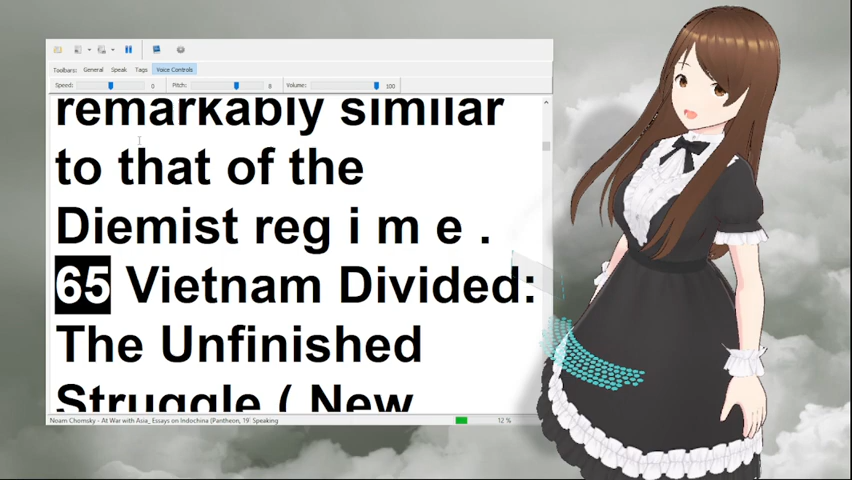 Toolbars: General Speak Tags Voice Controls
Speed: 0 Pitch: 8 Volume: 100
remarkably similar
to that of the
Diemist reg i m e .
65 Vietnam Divided:
The Unfinished
Struggle ( New
Noam Chomsky - At War with Asia_ Essays on Indochina (Pantheon, 19 Speaking 12 %